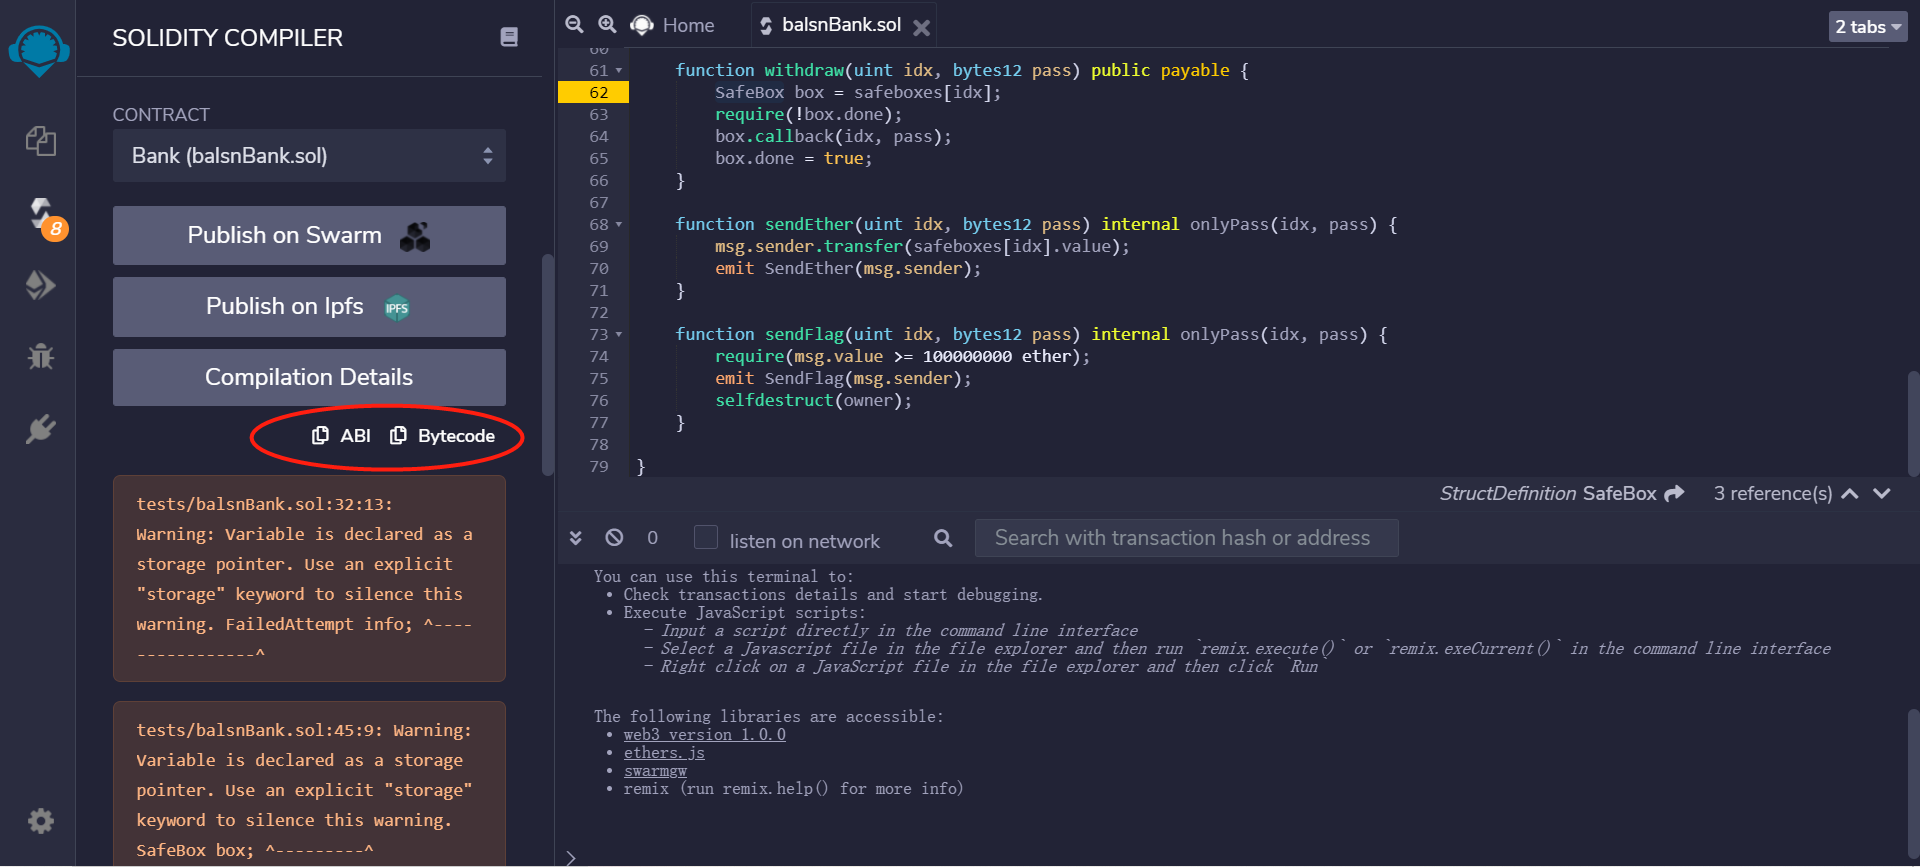 SOLIDITY COMPILER
CONTRACT
Bank (balsnBank.sol)
8
Publish on Swarm
Publish on Ipfs
IPFS
Compilation Details
ABI Bytecode
tests/balsnBank.sol:32:13:
Warning: Variable is declared as a
storage pointer. Use an explicit
"storage" keyword to silence this
warning. FailedAttempt info; ^----
------------^
tests/balsnBank.sol:45:9: Warning:
Variable is declared as a storage
pointer. Use an explicit "storage"
keyword to silence this warning.
SafeBox box; ^---------^
Home balsnBank.sol 2 tabs
60
61 function withdraw(uint idx, bytes12 pass) public payable {
62 SafeBox box = safeboxes[idx];
63 require(!box.done);
64 box.callback(idx, pass);
65 box.done = true;
66 }
67
68 function sendEther(uint idx, bytes12 pass) internal onlyPass(idx, pass) {
69 msg.sender.transfer(safeboxes[idx].value);
70 emit SendEther(msg.sender);
71 }
72
73 function sendFlag(uint idx, bytes12 pass) internal onlyPass(idx, pass) {
74 require(msg.value >= 100000000 ether);
75 emit SendFlag(msg.sender);
76 selfdestruct(owner);
77 }
78
79 }
StructDefinition SafeBox 3 reference(s)
0 listen on network Search with transaction hash or address
You can use this terminal to:
• Check transactions details and start debugging.
• Execute JavaScript scripts:
- Input a script directly in the command line interface
- Select a Javascript file in the file explorer and then run `remix.execute()` or `remix.exeCurrent()` in the command line interface
- Right click on a JavaScript file in the file explorer and then click `Run`
The following libraries are accessible:
• web3 version 1.0.0
• ethers.js
• swarmgw
• remix (run remix.help() for more info)
>